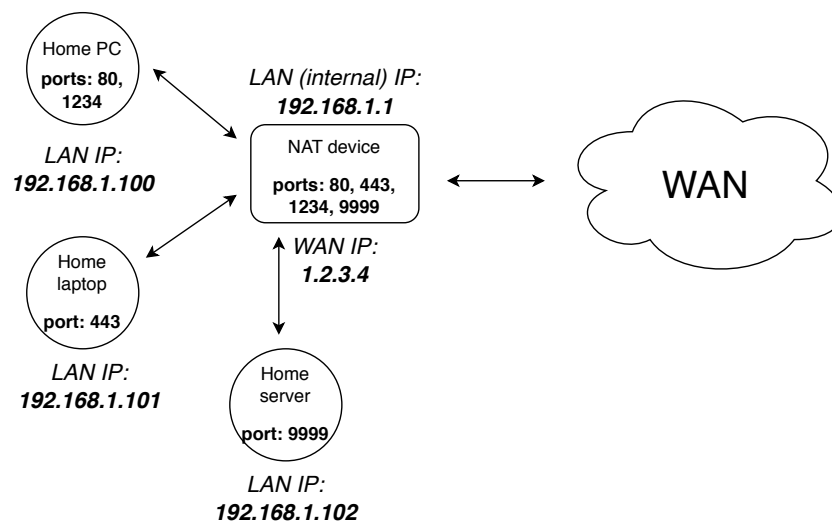 Home PC
ports: 80,
1234
LAN IP:
192.168.1.100
LAN (internal) IP:
192.168.1.1
NAT device
ports: 80, 443,
1234, 9999
WAN IP:
1.2.3.4
WAN
Home
laptop
port: 443
LAN IP:
192.168.1.101
Home
server
port: 9999
LAN IP:
192.168.1.102